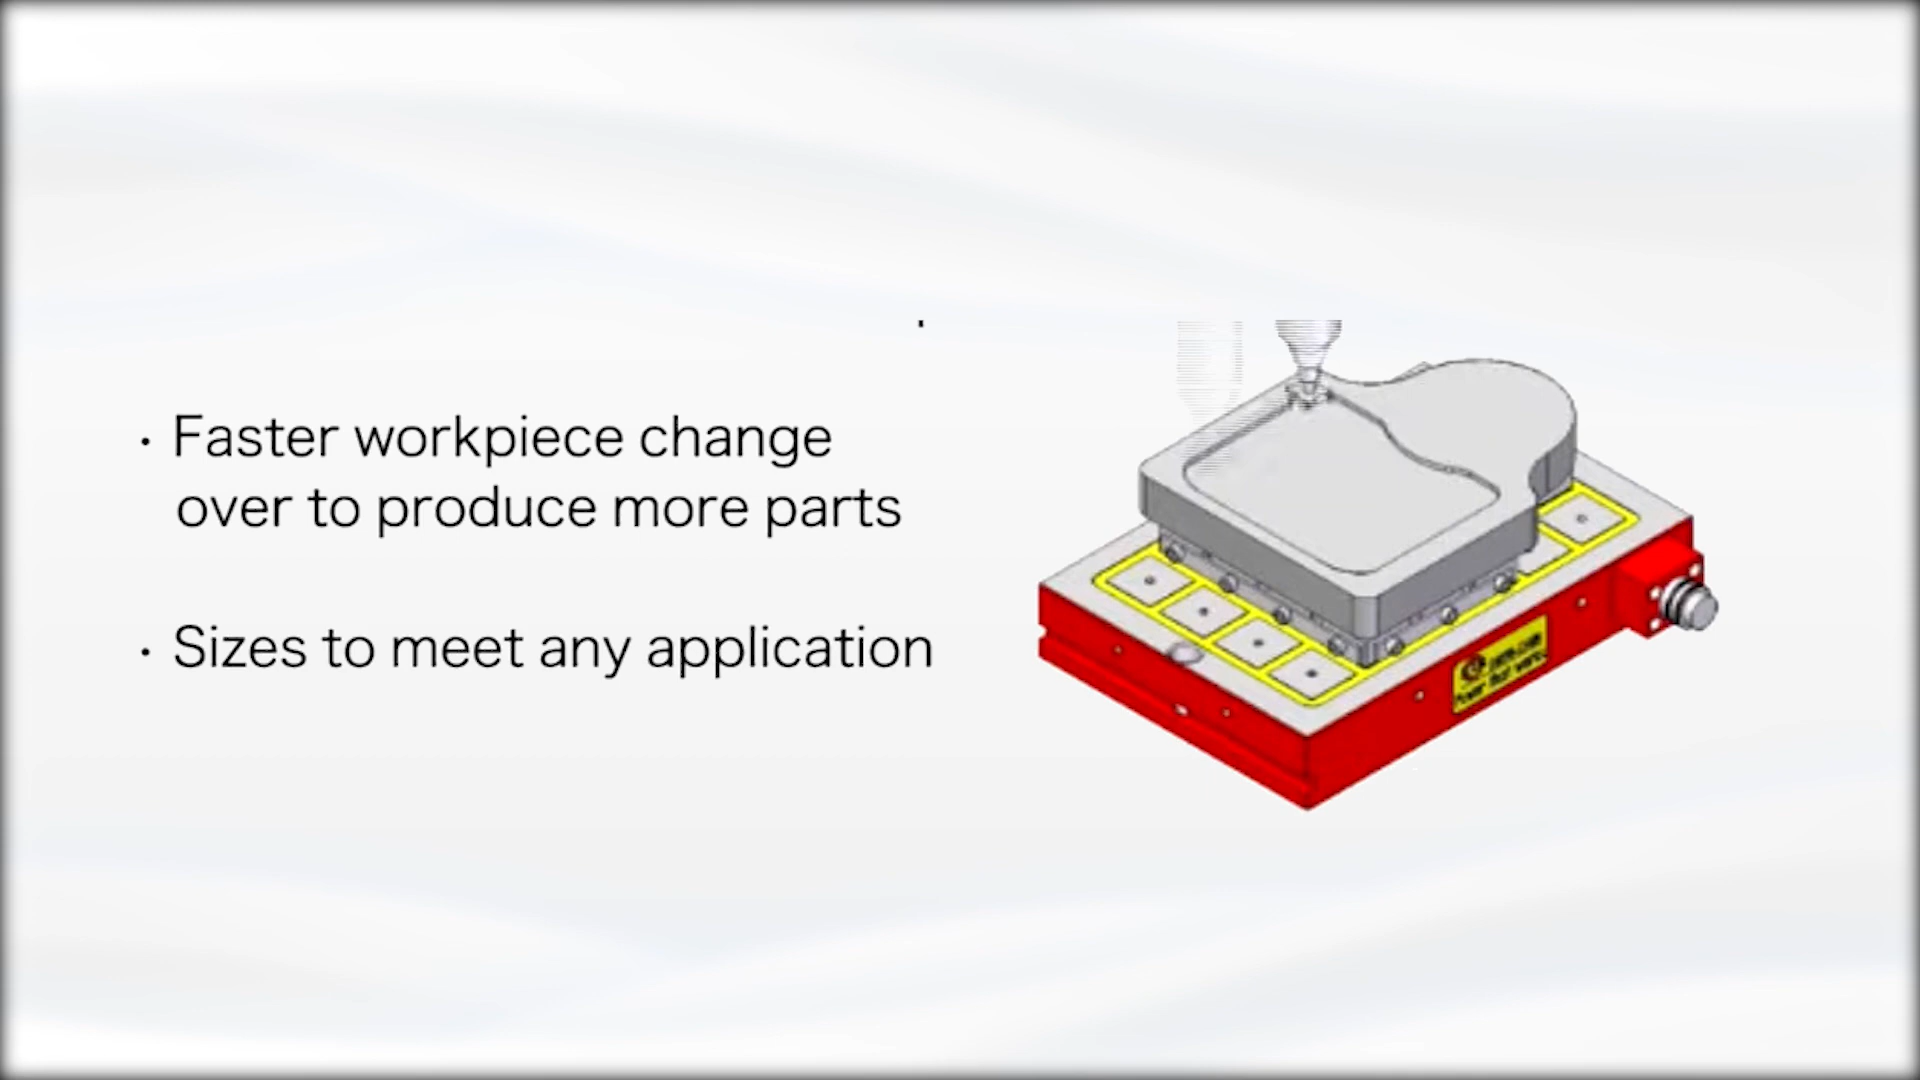 · Faster workpiece change
over to produce more parts
· Sizes to meet any application